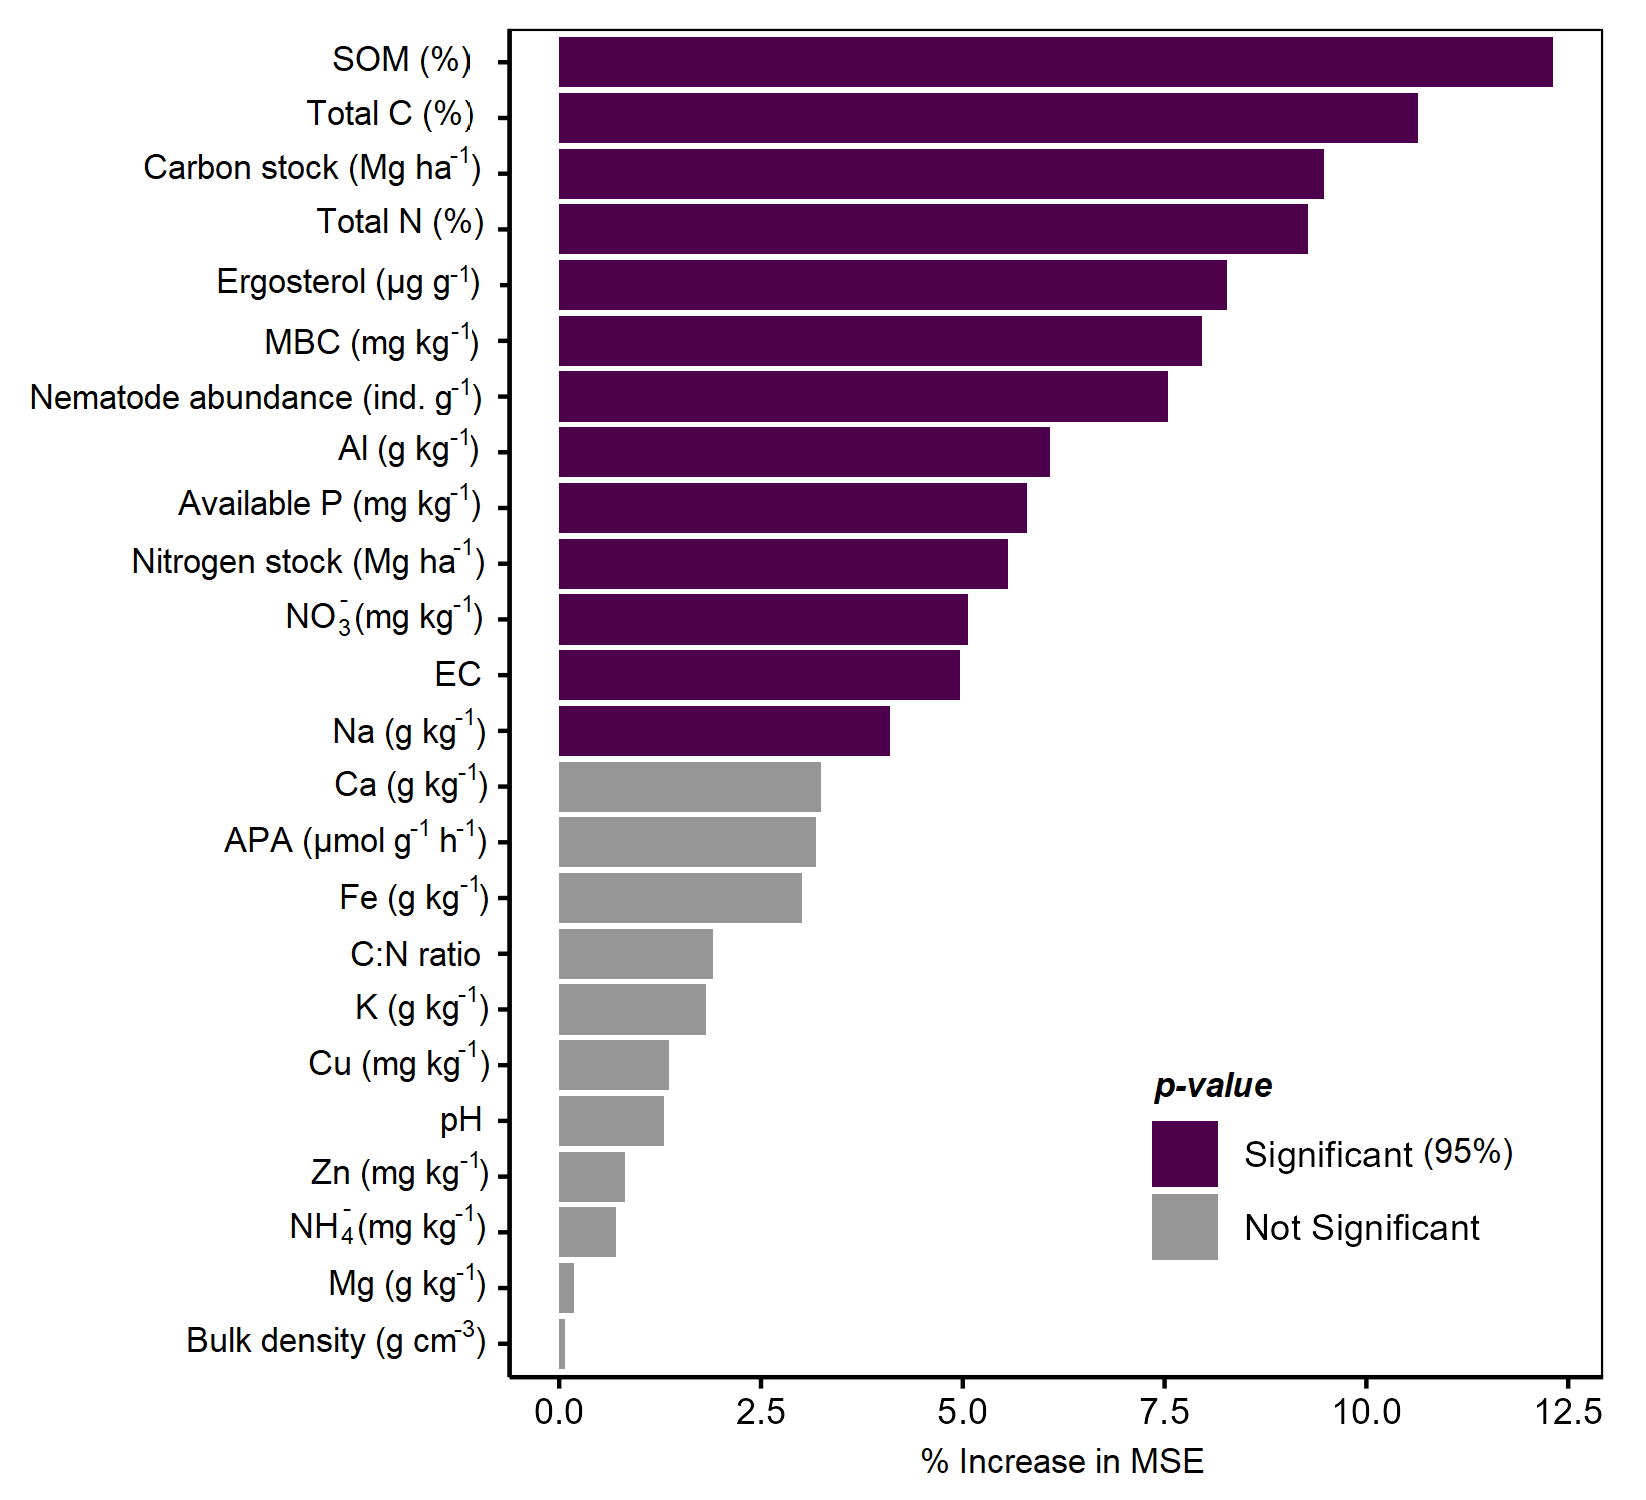 SOM (%)
Total C (%)
Carbon stock (Mg ha⁻¹)
Total N (%)
Ergosterol (µg g⁻¹)
MBC (mg kg⁻¹)
Nematode abundance (ind. g⁻¹)
Al (g kg⁻¹)
Available P (mg kg⁻¹)
Nitrogen stock (Mg ha⁻¹)
NO₃⁻(mg kg⁻¹)
EC
Na (g kg⁻¹)
Ca (g kg⁻¹)
APA (µmol g⁻¹ h⁻¹)
Fe (g kg⁻¹)
C:N ratio
K (g kg⁻¹)
Cu (mg kg⁻¹)
pH
Zn (mg kg⁻¹)
NH₄⁻(mg kg⁻¹)
Mg (g kg⁻¹)
Bulk density (g cm⁻³)
p-value
Significant (95%)
Not Significant
0.0 2.5 5.0 7.5 10.0 12.5
% Increase in MSE